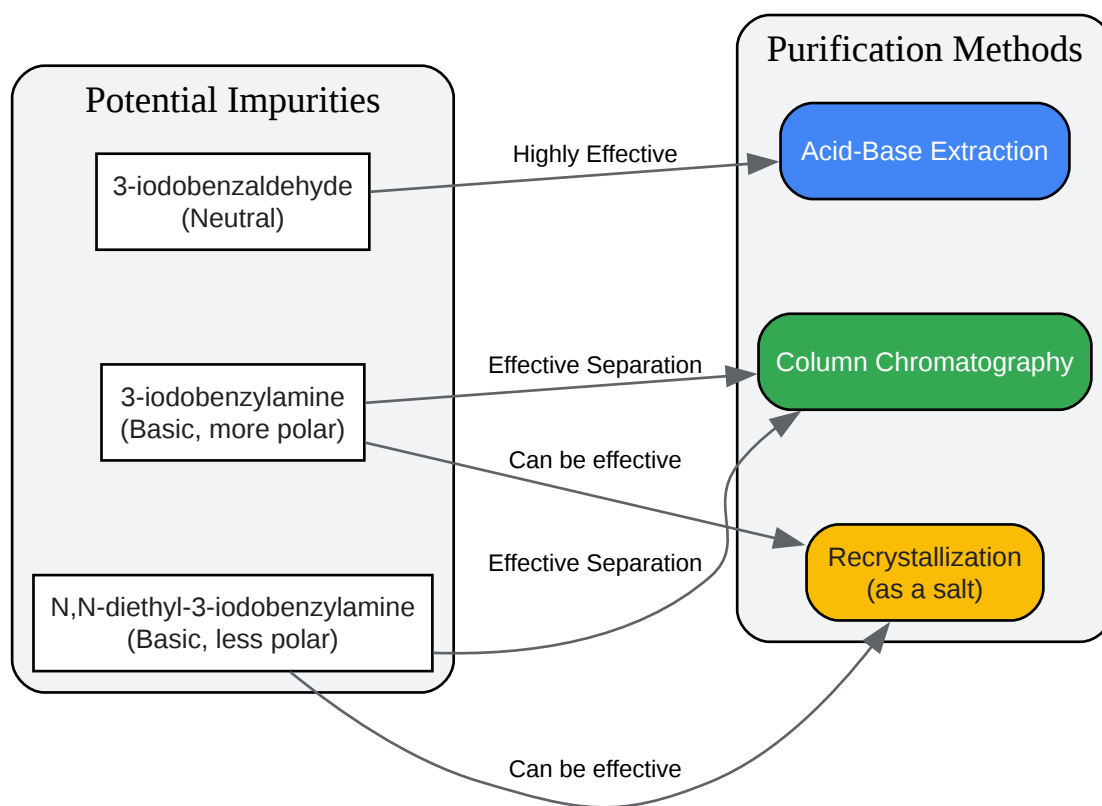 Potential Impurities
3-iodobenzaldehyde
(Neutral)
3-iodobenzylamine
(Basic, more polar)
N,N-diethyl-3-iodobenzylamine
(Basic, less polar)
Highly Effective
Effective Separation
Can be effective
Effective Separation
Can be effective
Purification Methods
Acid-Base Extraction
Column Chromatography
Recrystallization
(as a salt)